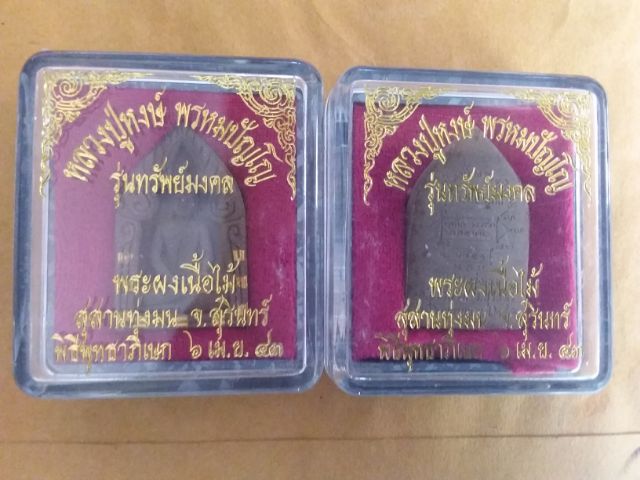 หลวงปู่หงษ์ พรหมปัญโญ
รุ่นทรัพย์มงคล
พระผงเนื้อไม้
สุสานทุ่งมน จ.สุรินทร์
พิธีพุทธาภิเษก ๖ เม.ย. ๔๓
หลวงปู่หงษ์ พรหมปัญโญ
รุ่นทรัพย์มงคล
พระผงเนื้อไม้
สุสานทุ่งมน จ.สุรินทร์
พิธีพุทธาภิเษก ๖ เม.ย. ๔๓